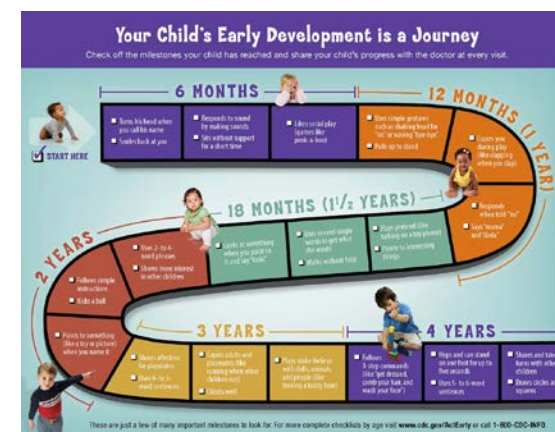 Your Child's Early Development is a Journey
Check off the milestones your child has reached and share your child's progress with the doctor at every visit.
6 MONTHS
12 MONTHS (1 YEAR)
START HERE
Turns his head when
you call his name
Smiles back at you
Responds to sound
by making sounds
Sits without support
for a short time
Likes social play
(games like
peek-a-boo)
Uses simple gestures
such as shaking head for
"no" or waving "bye-bye"
Pulls up to stand
Copies you
during play
(like clapping
when you clap)
Responds
when told "no"
Says "mama"
and "dada"
18 MONTHS (1½ YEARS)
Plays pretend (like
talking on a toy phone)
Points to interesting
things
Uses several single
words to get what
she wants
Walks without help
Looks at something
when you point to
it and say "look!"
2 YEARS
Uses 2- to 4-
word phrases
Shows more interest
in other children
Follows simple
instructions
Kicks a ball
Points to something
(like a toy or picture)
when you name it
3 YEARS
Shows affection
for playmates
Uses 4- to 5-
word sentences
Copies adults and
playmates (like
running when other
children run)
Climbs well
Plays make-believe
with dolls, animals,
and people (like
feeding a teddy bear)
4 YEARS
Follows
3-step commands
(like "get dressed,
comb your hair, and
wash your face")
Hops and can stand
on one foot for up to
five seconds
Uses 5- to 6-word
sentences
Shares and takes
turns with other
children
Draws circles and
squares
These are just a few of many important milestones to look for. For more complete checklists by age visit www.cdc.gov/ActEarly or call 1-800-CDC-INFO.